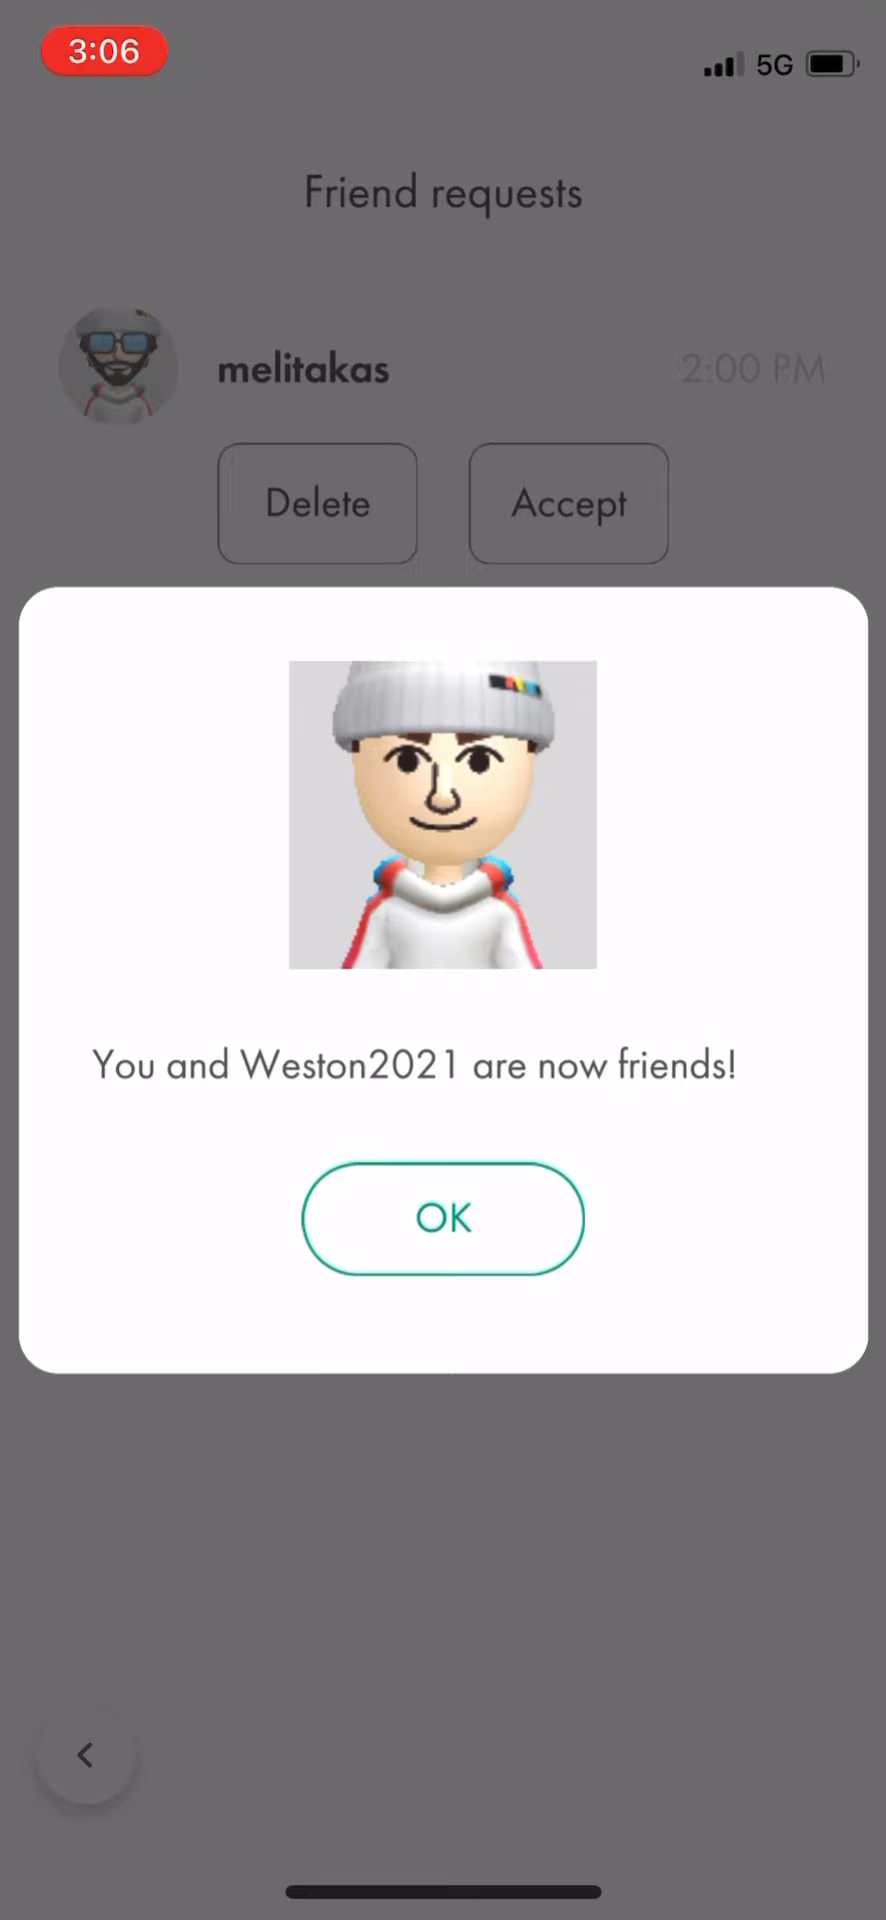 3:06
5G
Friend requests
melitakas
2:00 PM
Delete
Accept
You and Weston2021 are now friends!
OK